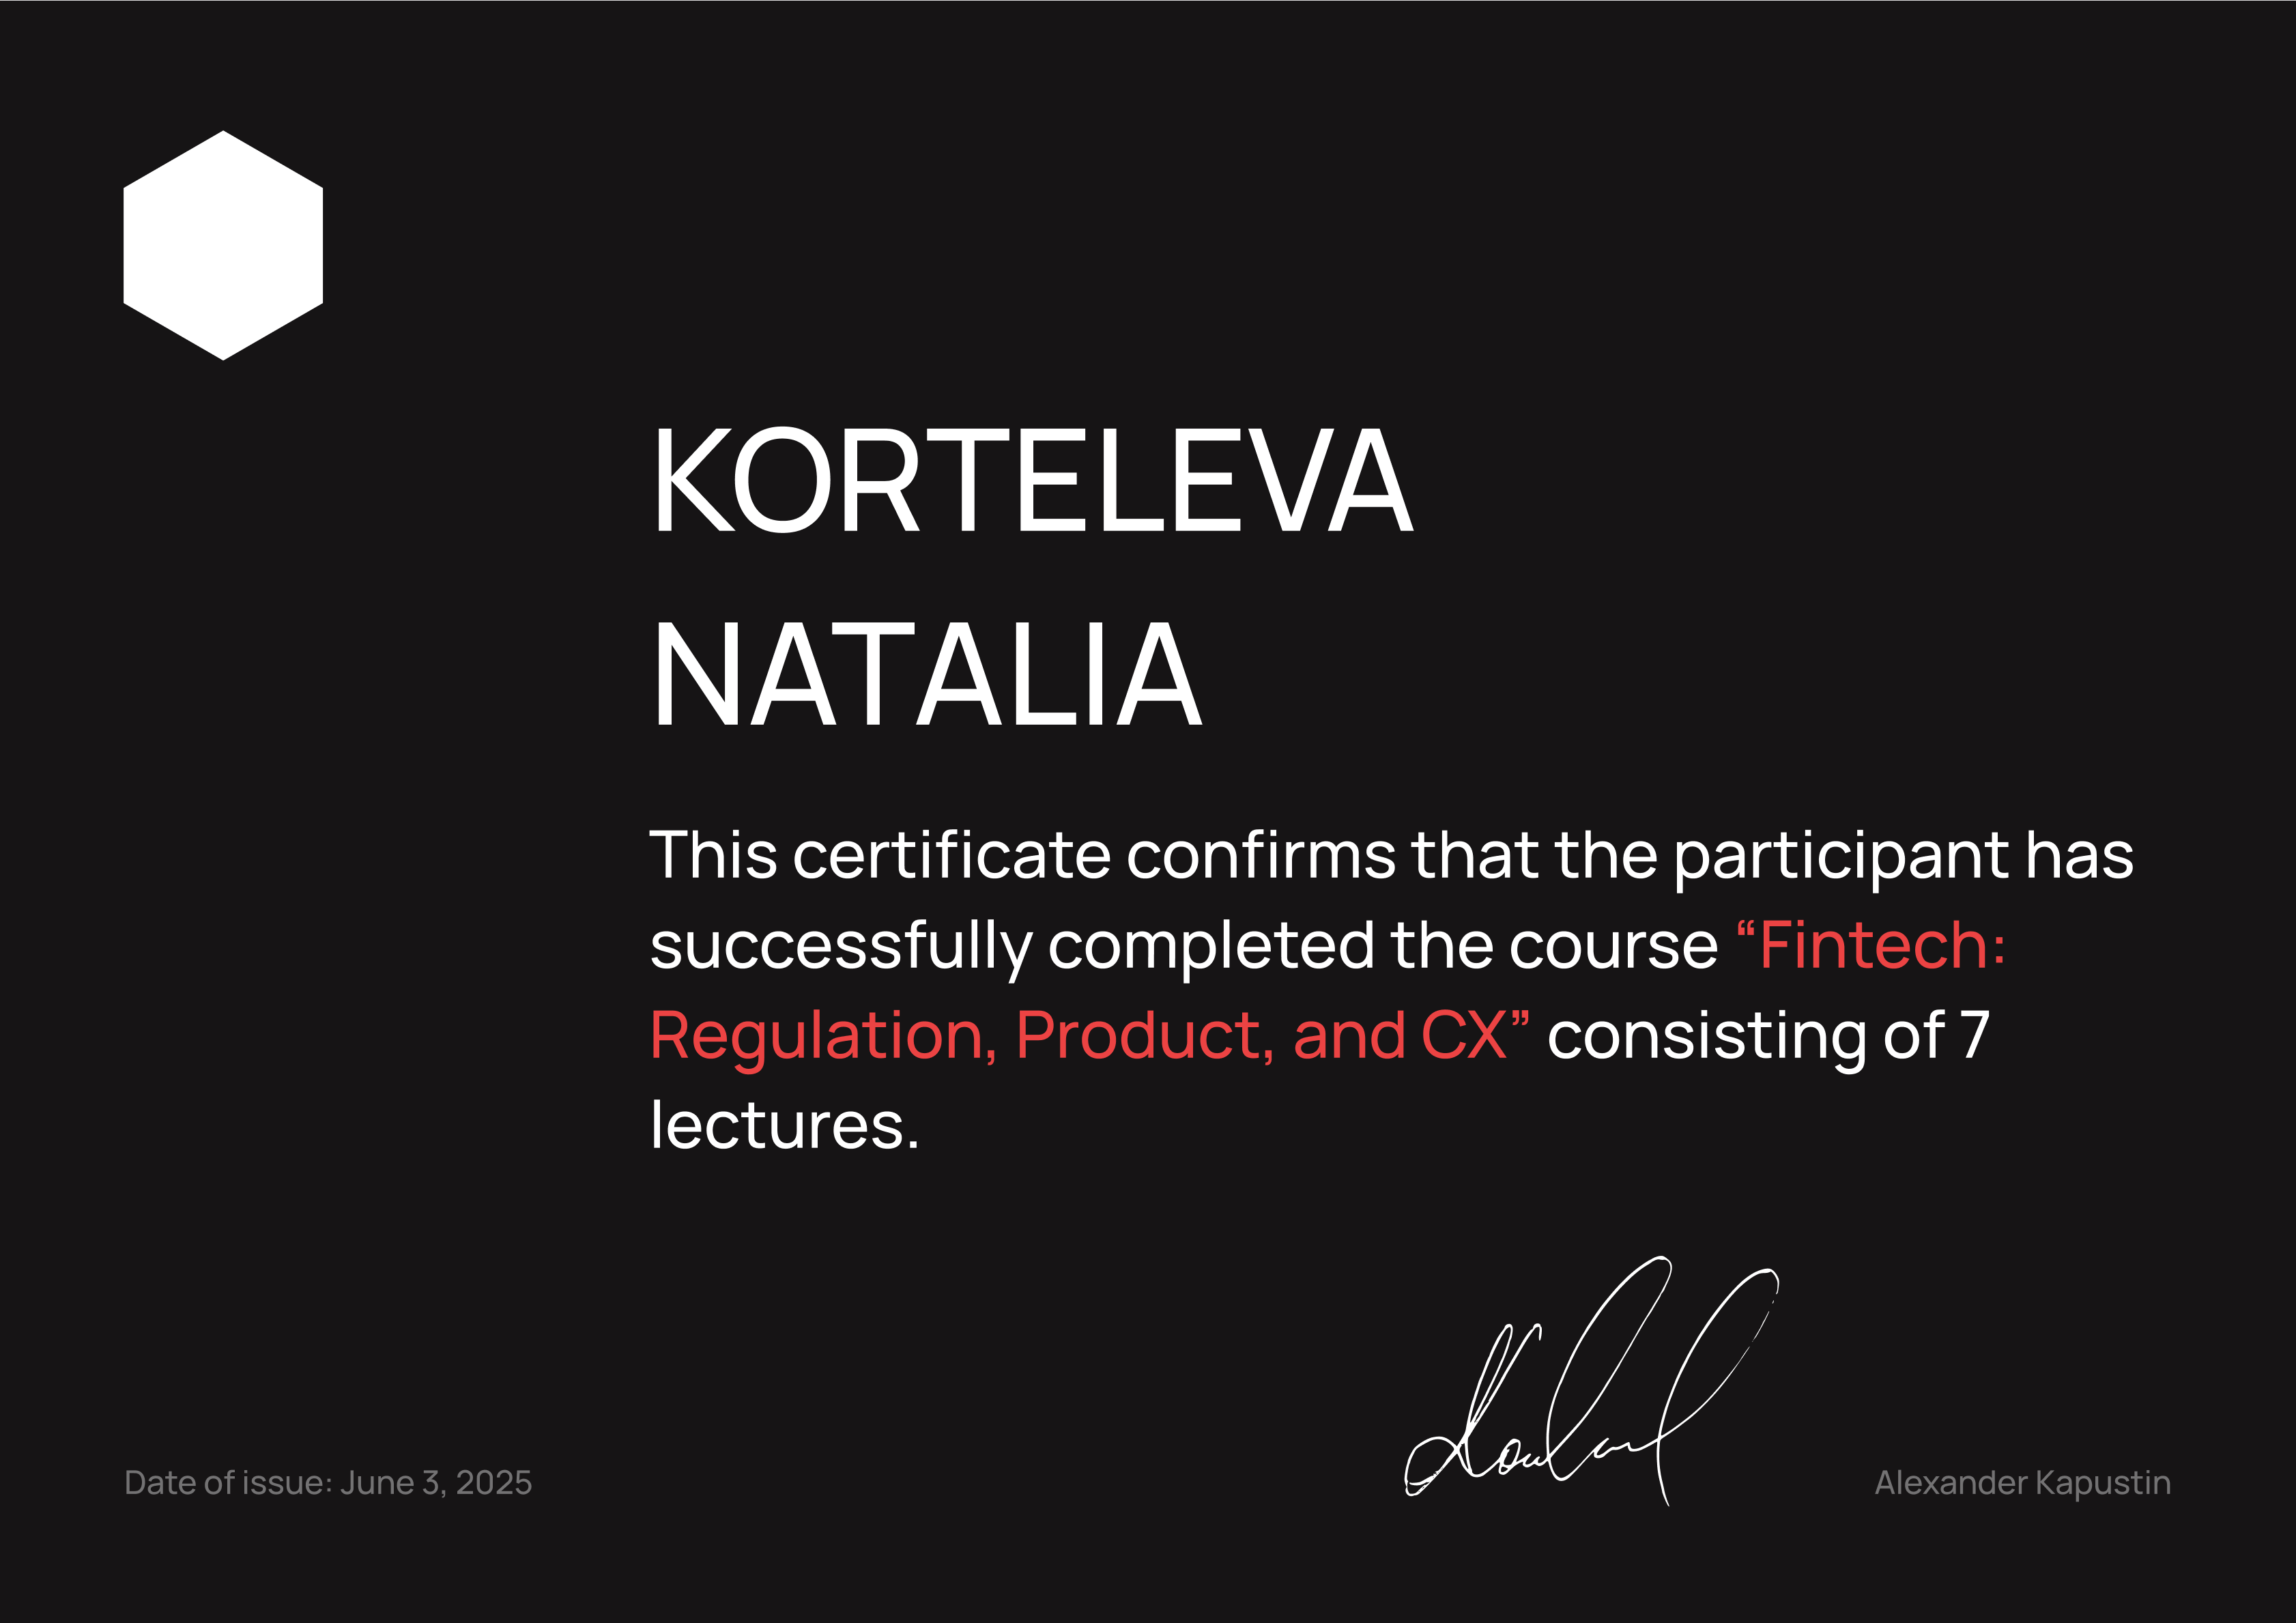 KORTELEVA
NATALIA
This certificate confirms that the participant has
successfully completed the course “Fintech:
Regulation, Product, and CX” consisting of 7
lectures.
Date of issue: June 3, 2025
Alexander Kapustin